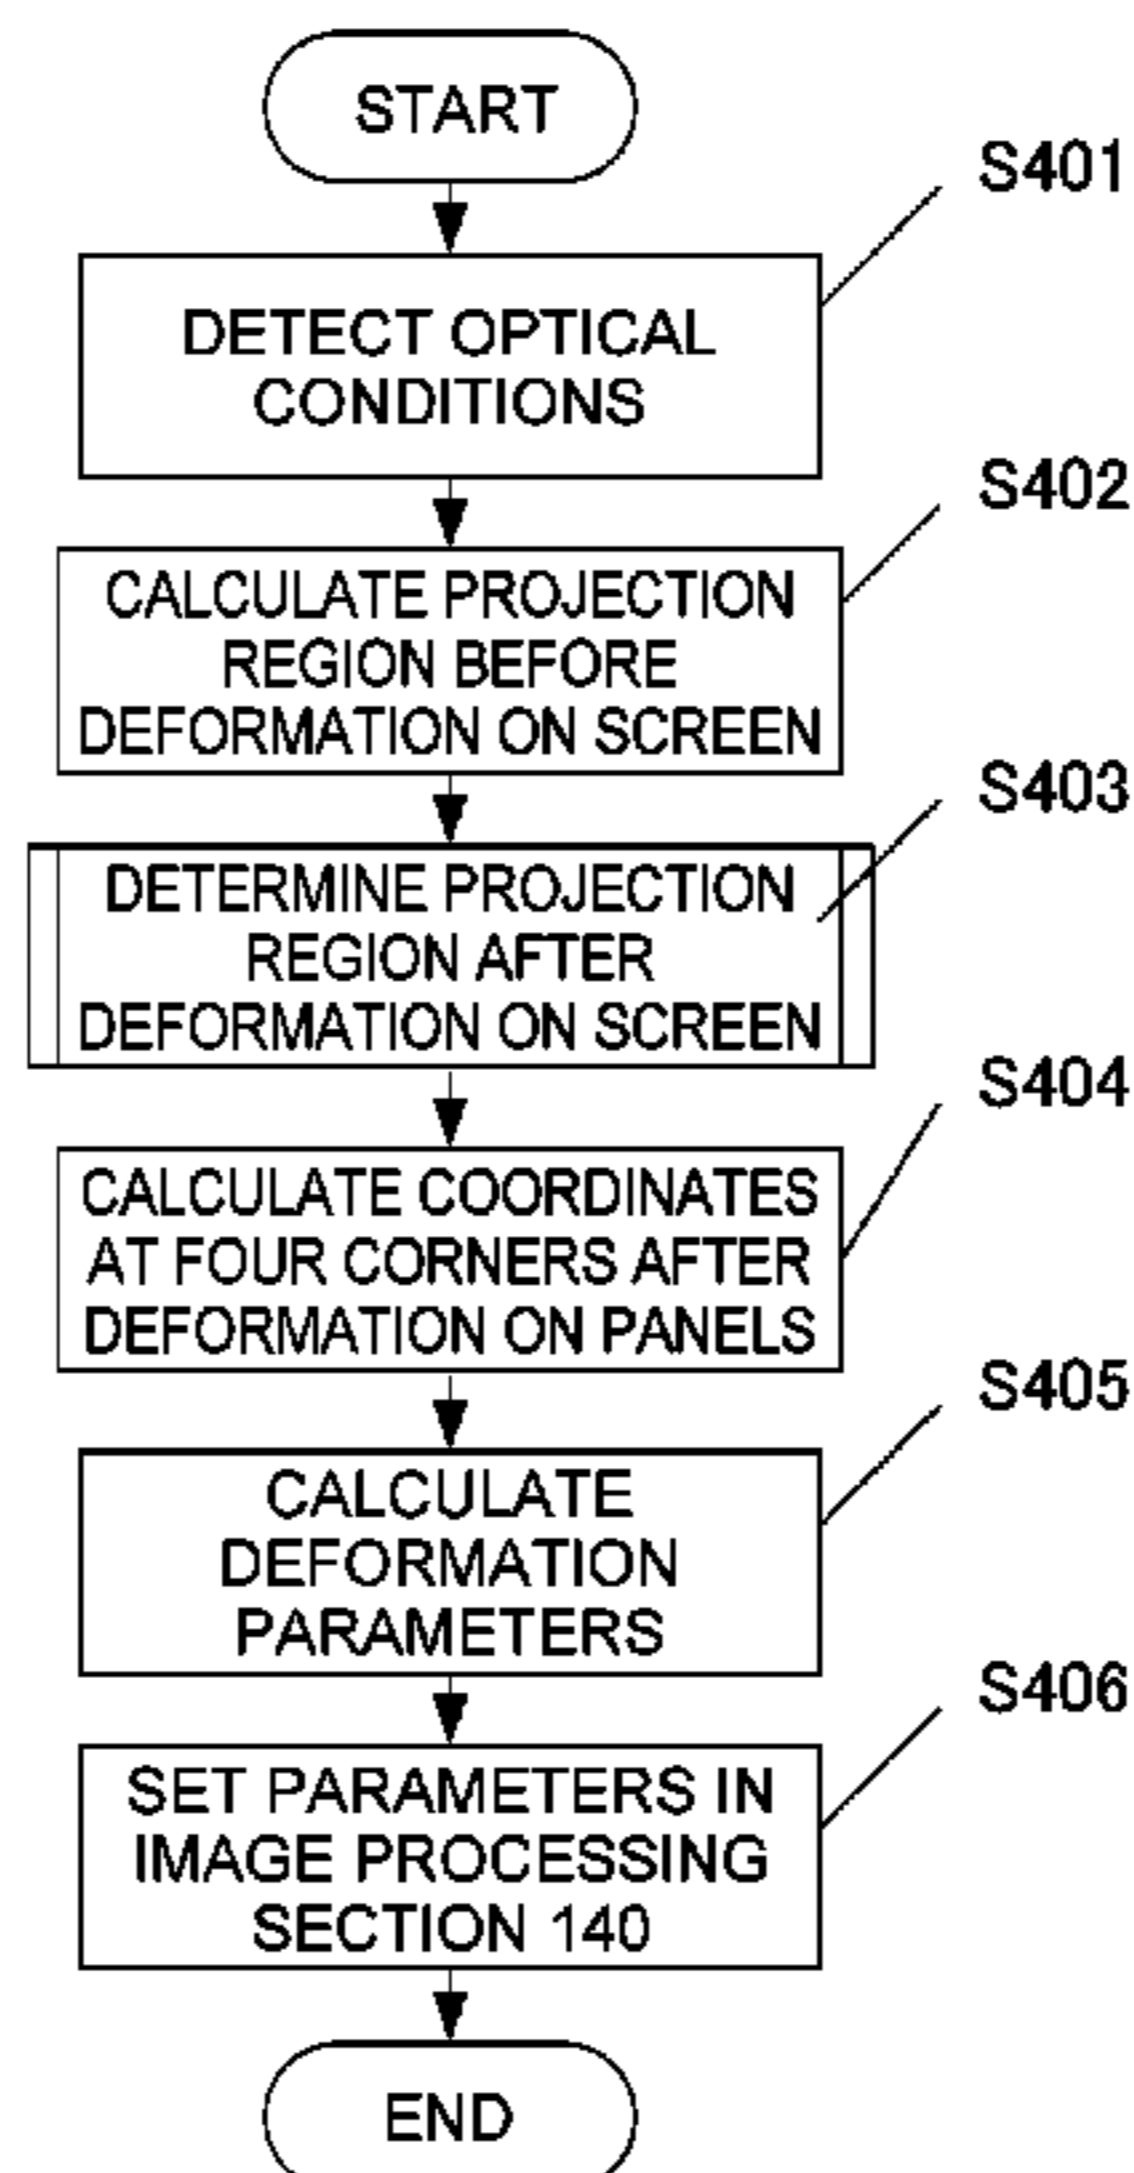 START
S401
DETECT OPTICAL
CONDITIONS
S402
CALCULATE PROJECTION
REGION BEFORE
DEFORMATION ON SCREEN
S403
DETERMINE PROJECTION
REGION AFTER
DEFORMATION ON SCREEN
S404
CALCULATE COORDINATES
AT FOUR CORNERS AFTER
DEFORMATION ON PANELS
S405
CALCULATE
DEFORMATION
PARAMETERS
S406
SET PARAMETERS IN
IMAGE PROCESSING
SECTION 140
END